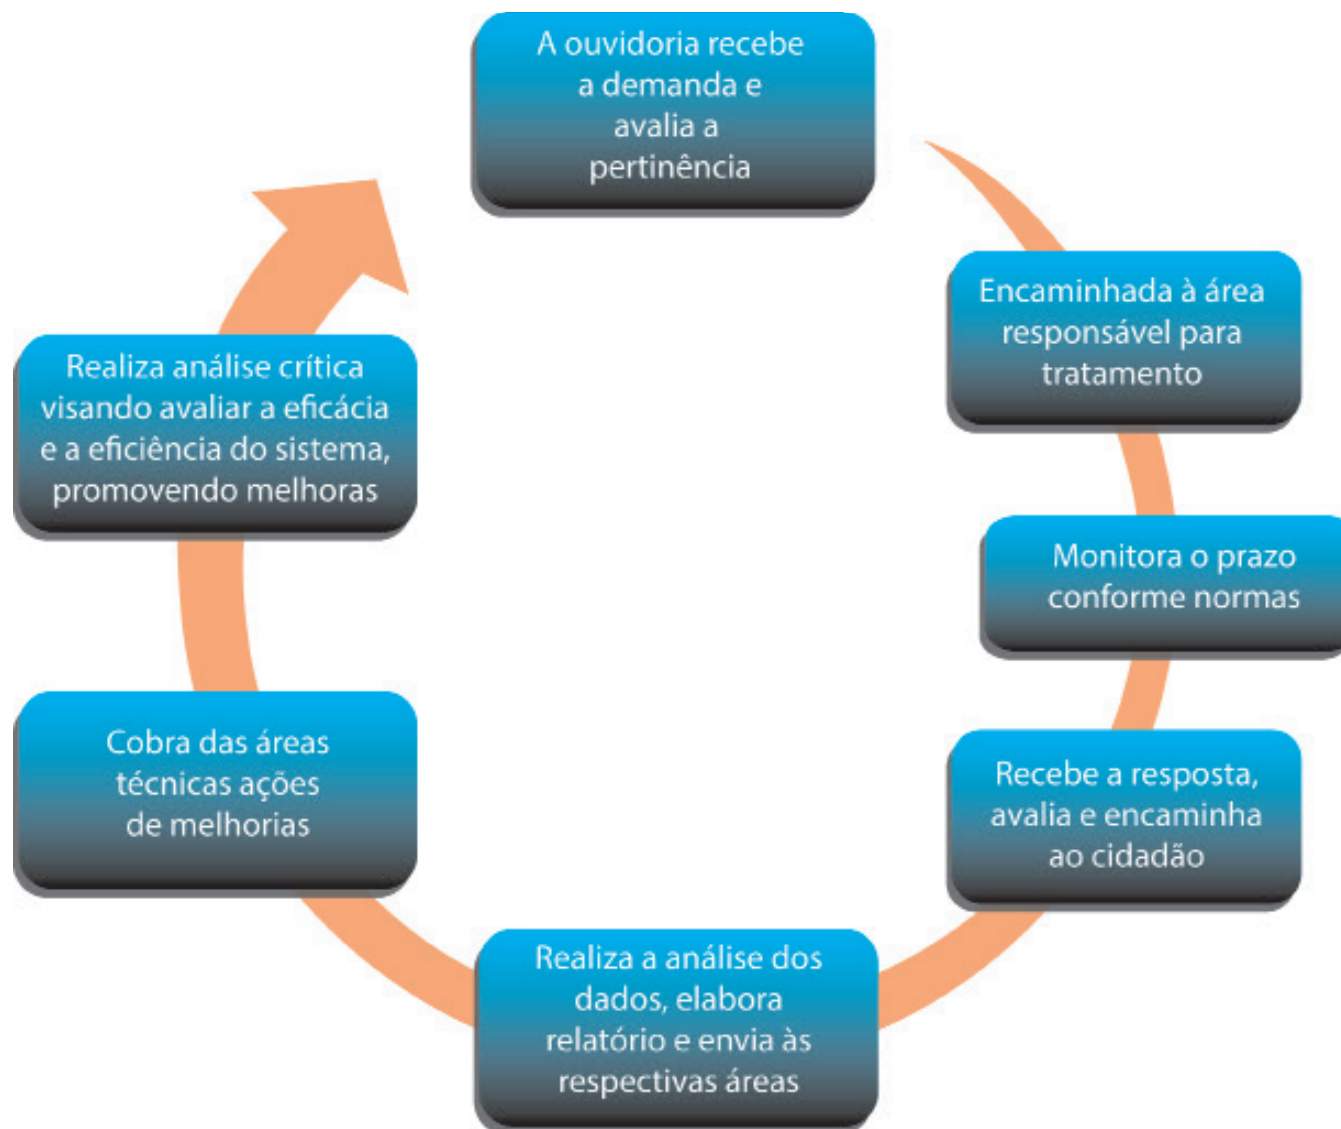 A ouvidoria recebe
a demanda e
avalia a
pertinência
Encaminhada à área
responsável para
tratamento
Monitora o prazo
conforme normas
Recebe a resposta,
avalia e encaminha
ao cidadão
Realiza a análise dos
dados, elabora
relatório e envia às
respectivas áreas
Cobra das áreas
técnicas ações
de melhorias
Realiza análise crítica
visando avaliar a eficácia
e a eficiência do sistema,
promovendo melhoras